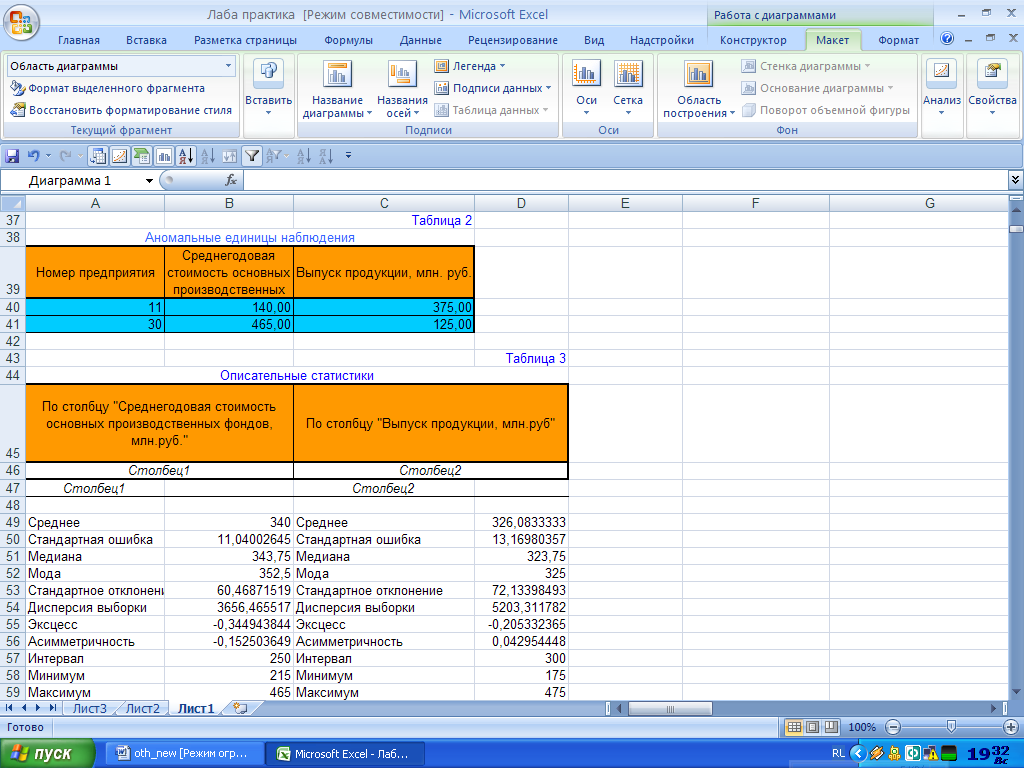 Лаба практика [Режим совместимости] - Microsoft Excel
Работа с диаграммами
Главная Вставка Разметка страницы Формулы Данные Рецензирование Вид Надстройки Конструктор Макет Формат
Область диаграммы
Формат выделенного фрагмента
Восстановить форматирование стиля
Текущий фрагмент
Вставить
Название диаграммы
Названия осей
Легенда
Подписи данных
Таблица данных
Подписи
Оси
Сетка
Оси
Область построения
Стенка диаграммы
Основание диаграммы
Поворот объемной фигуры
Фон
Анализ
Свойства
Диаграмма 1
fx
A B C D E F G
37 Таблица 2
38 Аномальные единицы наблюдения
39 Номер предприятия
Среднегодовая
стоимость основных
производственных
Выпуск продукции, млн. руб.
40 11 140,00 375,00
41 30 465,00 125,00
42
43 Таблица 3
44 Описательные статистики
45
По столбцу "Среднегодовая стоимость
основных производственных фондов,
млн.руб."
По столбцу "Выпуск продукции, млн.руб"
46 Столбец1 Столбец2
47 Столбец1 Столбец2
48
49 Среднее 340 Среднее 326,0833333
50 Стандартная ошибка 11,04002645 Стандартная ошибка 13,16980357
51 Медиана 343,75 Медиана 323,75
52 Мода 352,5 Мода 325
53 Стандартное отклонени 60,46871519 Стандартное отклонение 72,13398493
54 Дисперсия выборки 3656,465517 Дисперсия выборки 5203,311782
55 Эксцесс -0,344943844 Эксцесс -0,205332365
56 Асимметричность -0,152503649 Асимметричность 0,042954448
57 Интервал 250 Интервал 300
58 Минимум 215 Минимум 175
59 Максимум 465 Максимум 475
Лист3 Лист2 Лист1
Готово
100%
пуск
oth_new [Режим огр...
Microsoft Excel - Лаб...
RL
19 32
Вс